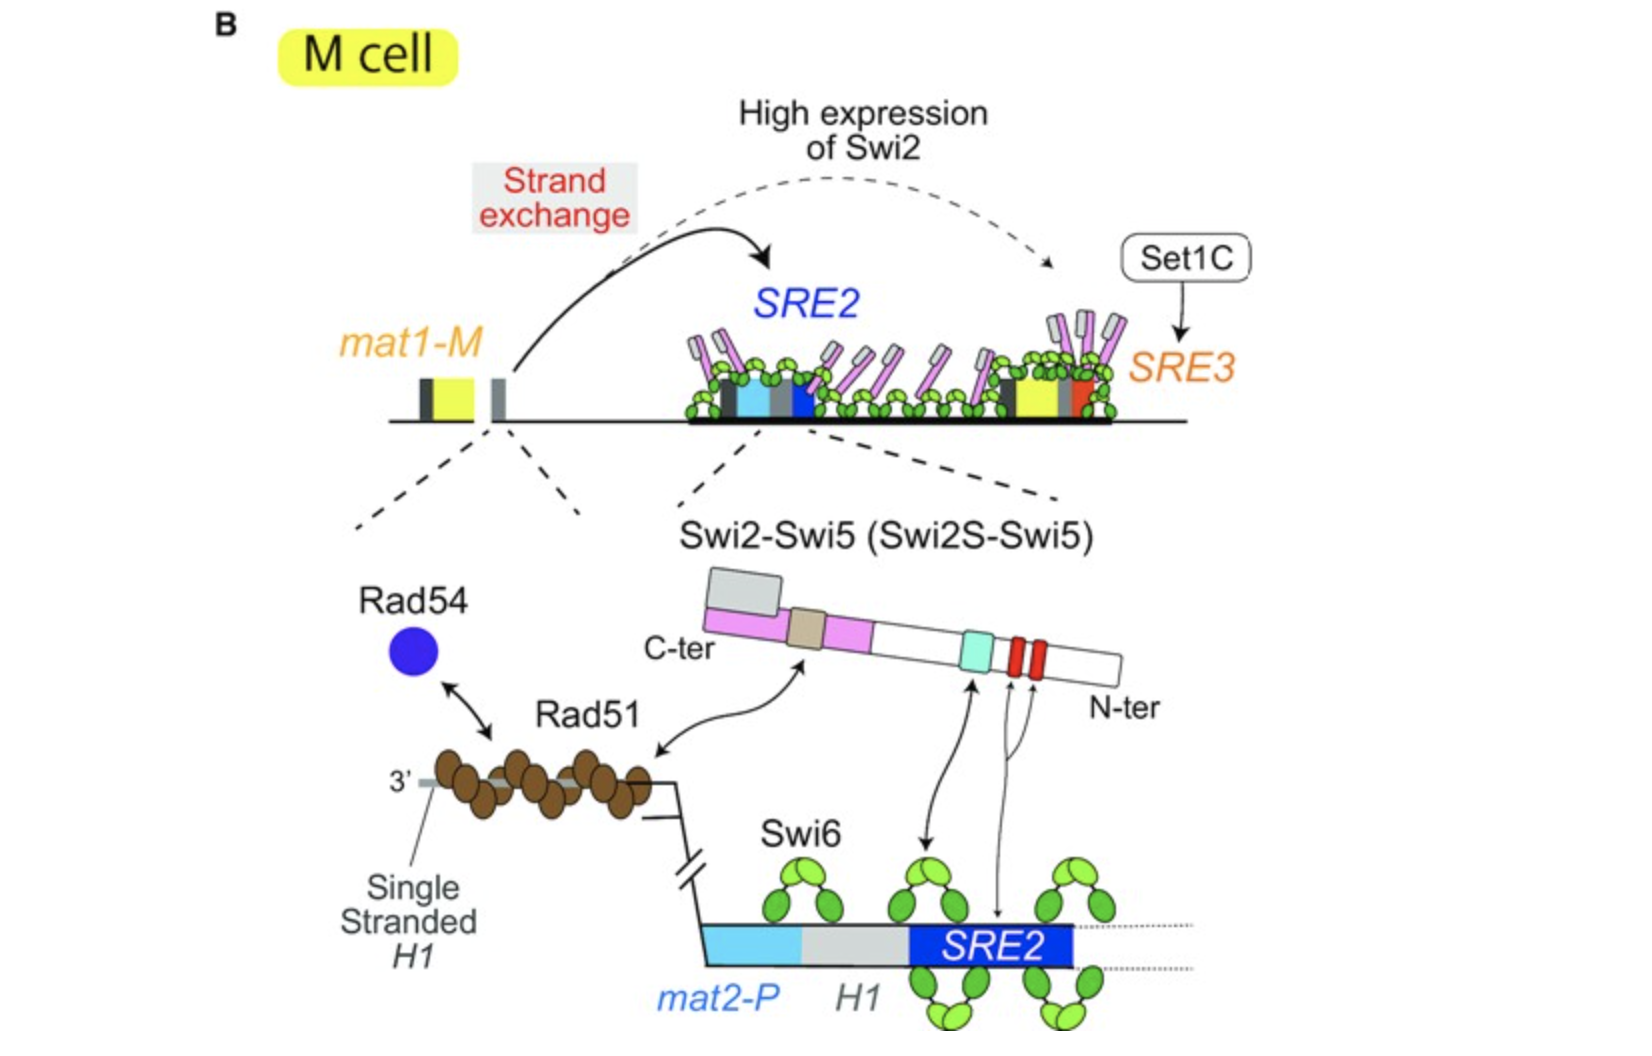 B
M cell
High expression
of Swi2
Strand
exchange
Set1C
SRE2
mat1-M
SRE3
Swi2-Swi5 (Swi2S-Swi5)
Rad54
C-ter
N-ter
Rad51
3’
Swi6
Single
Stranded
H1
SRE2
mat2-P
H1